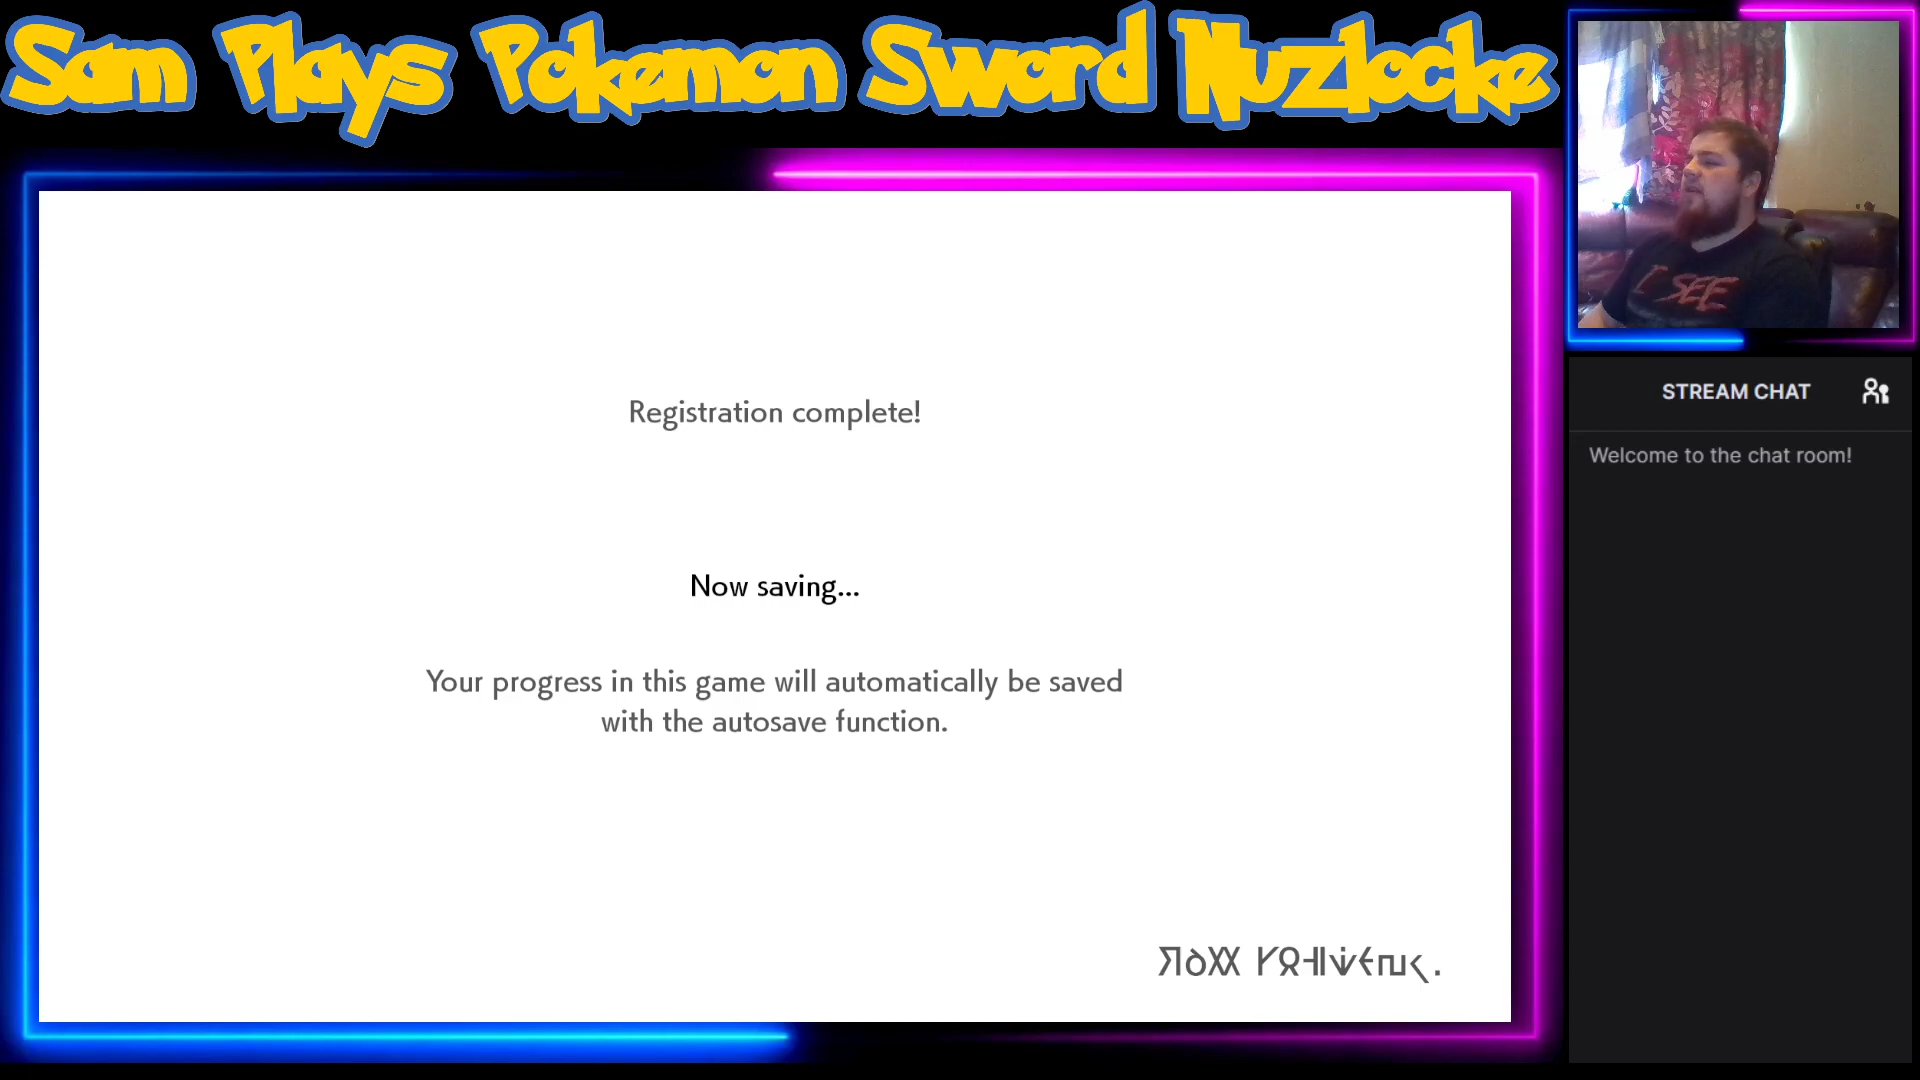 Sam Plays Pokemon Sword Nuzlocke
I SEE
STREAM CHAT
Welcome to the chat room!
Registration complete!
Now saving...
Your progress in this game will automatically be saved
with the autosave function.